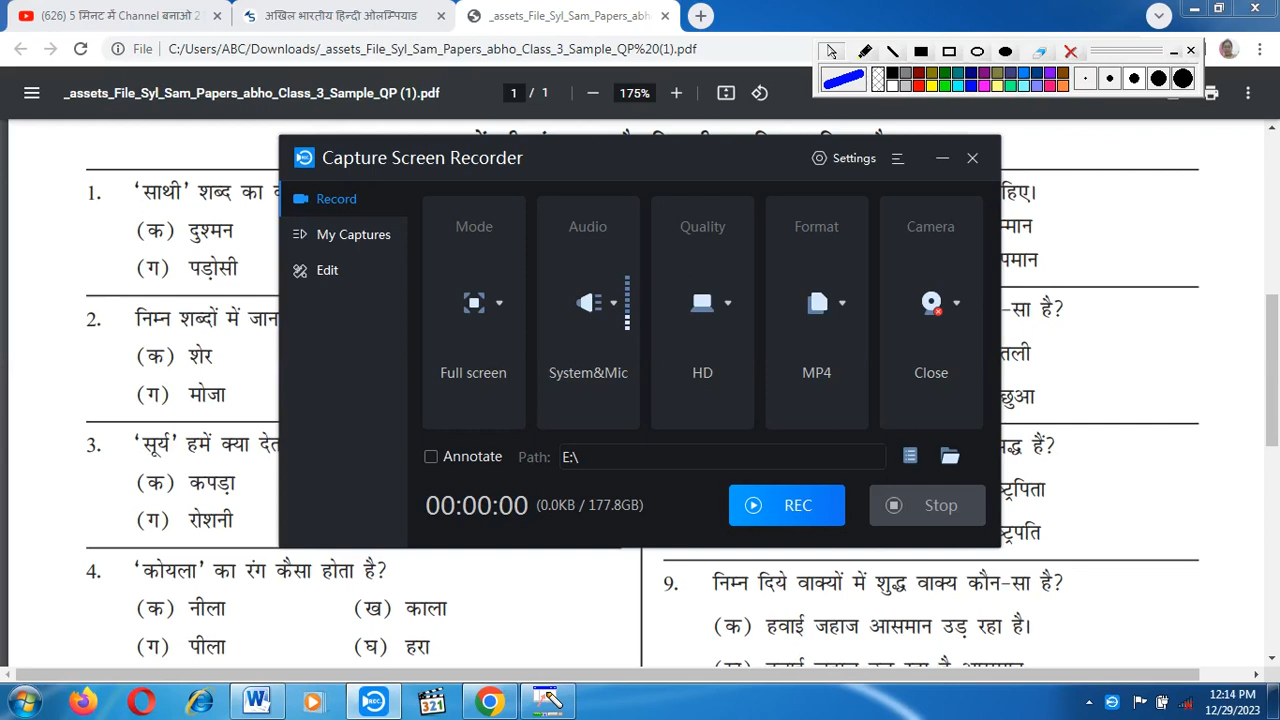 (626) 5 मिनट में Channel बनाओ 2
अखिल भारतीय हिन्दी ओलम्पियाड
_assets_File_Syl_Sam_Papers_abh
File
C:/Users/ABC/Downloads/_assets_File_Syl_Sam_Papers_abho_Class_3_Sample_QP%20(1).pdf
_assets_File_Syl_Sam_Papers_
Class_3_Sample_QP (1).pdf
1 / 1
175%
Capture Screen Recorder
Settings
Record
My Captures
Edit
Mode
Audio
Quality
Format
Camera
Full screen
System&Mic
HD
MP4
Close
Annotate
Path: E:\
00:00:00 (0.0KB / 177.8GB)
REC
Stop
1. ‘साथी’ शब्द का
(क) दुश्मन
(ग) पड़ोसी
2. निम्न शब्दों में जान
(क) शेर
(ग) मोजा
3. ‘सूर्य’ हमें क्या देत
(क) कपड़ा
(ग) रोशनी
4. ‘कोयला’ का रंग कैसा होता है?
(क) नीला (ख) काला
(ग) पीला (घ) हरा
हिए।
म्मान
पमान
-सा है?
तली
छुआ
द्ध हैं?
ष्ट्रपिता
ष्ट्रपति
9. निम्न दिये वाक्यों में शुद्ध वाक्य कौन-सा है?
(क) हवाई जहाज आसमान उड़ रहा है।
12:14 PM
12/29/2023